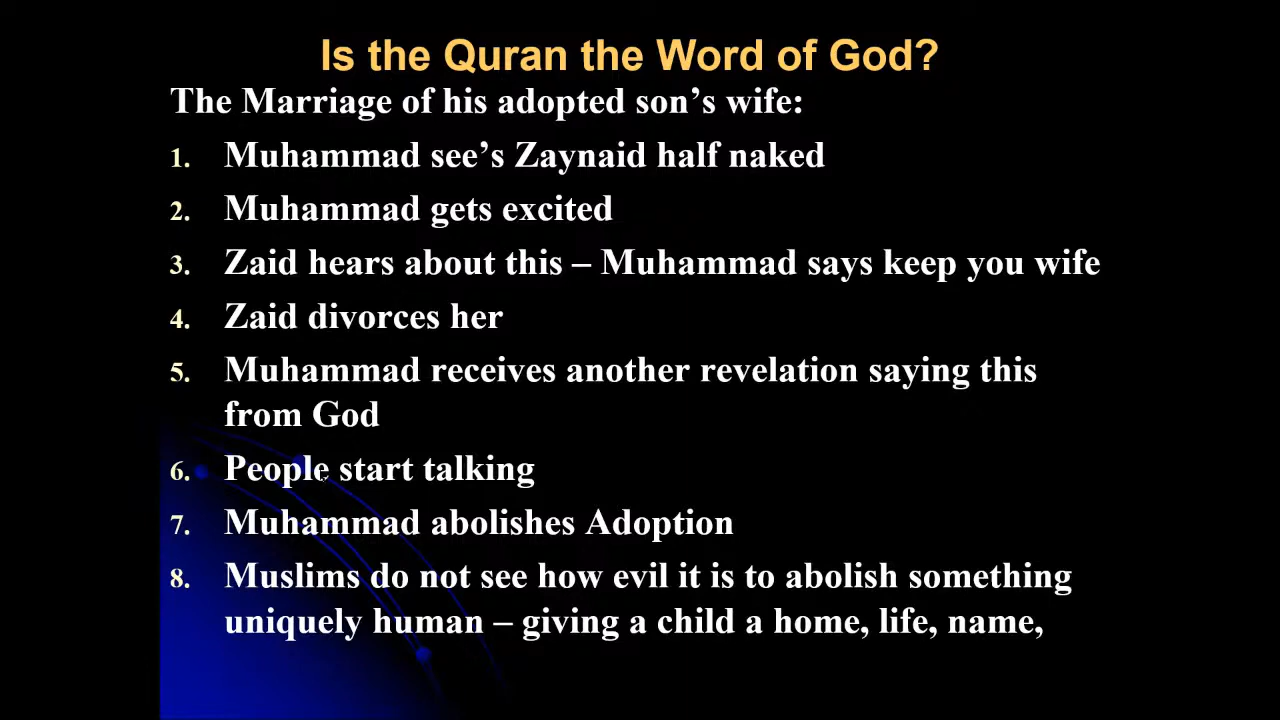 Is the Quran the Word of God?
The Marriage of his adopted son’s wife:
1. Muhammad see’s Zaynaid half naked
2. Muhammad gets excited
3. Zaid hears about this – Muhammad says keep you wife
4. Zaid divorces her
5. Muhammad receives another revelation saying this
from God
6. People start talking
7. Muhammad abolishes Adoption
8. Muslims do not see how evil it is to abolish something
uniquely human – giving a child a home, life, name,